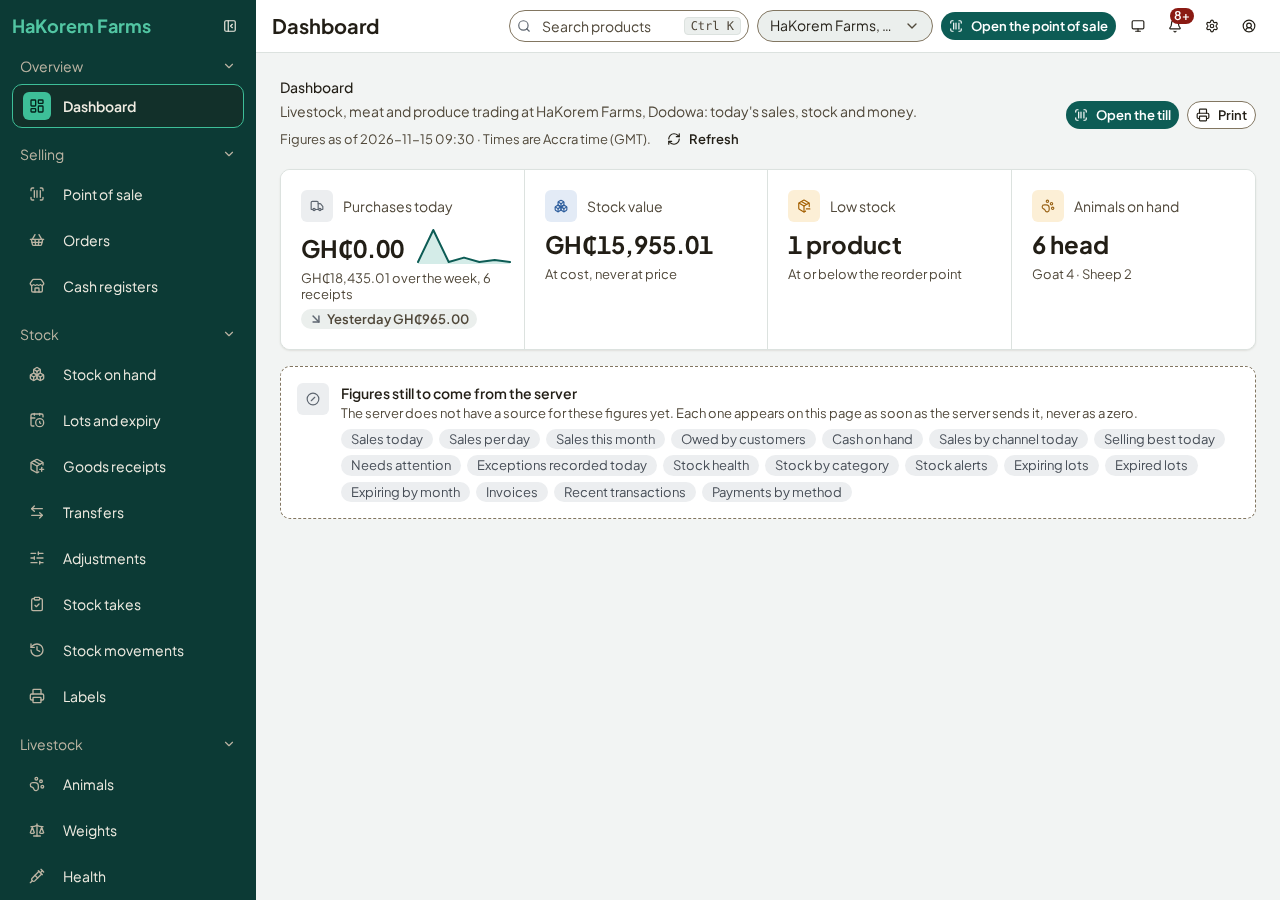 HaKorem Farms
Dashboard
Search products
Ctrl K
HaKorem Farms, ...
Open the point of sale
8+
Overview
Dashboard
Selling
Point of sale
Orders
Cash registers
Stock
Stock on hand
Lots and expiry
Goods receipts
Transfers
Adjustments
Stock takes
Stock movements
Labels
Livestock
Animals
Weights
Health
Dashboard
Livestock, meat and produce trading at HaKorem Farms, Dodowa: today's sales, stock and money.
Figures as of 2026-11-15 09:30 · Times are Accra time (GMT).
Refresh
Open the till
Print
Purchases today
GH₵0.00
GH₵18,435.01 over the week, 6
receipts
Yesterday GH₵965.00
Stock value
GH₵15,955.01
At cost, never at price
Low stock
1 product
At or below the reorder point
Animals on hand
6 head
Goat 4 · Sheep 2
Figures still to come from the server
The server does not have a source for these figures yet. Each one appears on this page as soon as the server sends it, never as a zero.
Sales today Sales per day Sales this month Owed by customers Cash on hand Sales by channel today Selling best today
Needs attention Exceptions recorded today Stock health Stock by category Stock alerts Expiring lots Expired lots
Expiring by month Invoices Recent transactions Payments by method